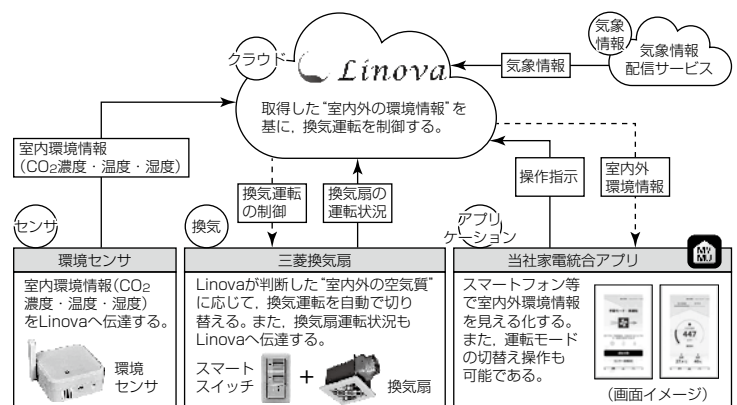 クラウド
Linova
取得した“室内外の環境情報”を
基に，換気運転を制御する。
気象情報
気象
情報
気象情報
配信サービス
室内環境情報
（CO2濃度・温度・湿度）
換気運転
の制御
換気扇の
運転状況
操作指示
室内外
環境情報
センサ
環境センサ
室内環境情報(CO2
濃度・温度・湿度)
をLinovaへ伝達する。
環境
センサ
換気
三菱換気扇
Linovaが判断した“室内外の空気質”
に応じて，換気運転を自動で切り
替える。また，換気扇運転状況も
Linovaへ伝達する。
スマート
スイッチ
+
換気扇
アプリ
ケーション
当社家電統合アプリ
MY
MU
スマートフォン等
で室内外環境情報
を見える化する。
また，運転モード
の切替え操作も
可能である。
447
（画面イメージ）